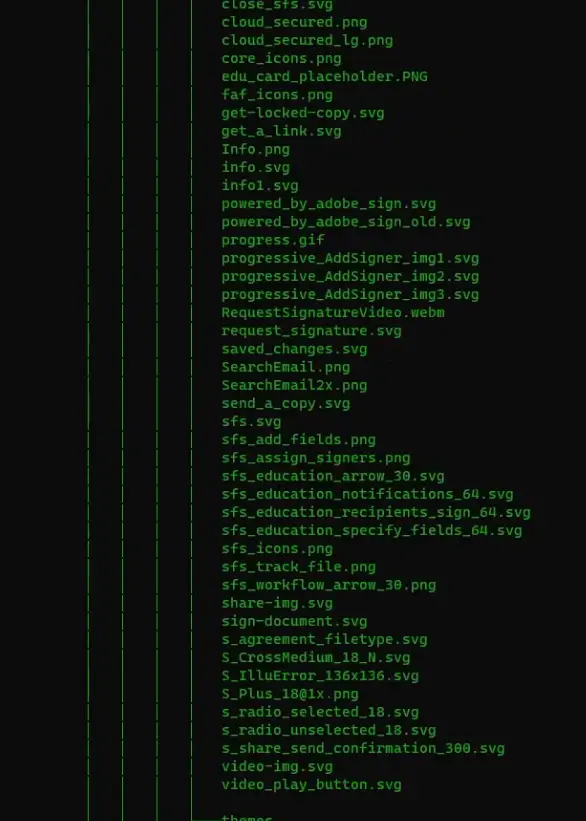 close_sfs.svg
cloud_secured.png
cloud_secured_lg.png
core_icons.png
edu_card_placeholder.PNG
faf_icons.png
get-locked-copy.svg
get_a_link.svg
Info.png
info.svg
info1.svg
powered_by_adobe_sign.svg
powered_by_adobe_sign_old.svg
progress.gif
progressive_AddSigner_img1.svg
progressive_AddSigner_img2.svg
progressive_AddSigner_img3.svg
RequestSignatureVideo.webm
request_signature.svg
saved_changes.svg
SearchEmail.png
SearchEmail2x.png
send_a_copy.svg
sfs.svg
sfs_add_fields.png
sfs_assign_signers.png
sfs_education_arrow_30.svg
sfs_education_notifications_64.svg
sfs_education_recipients_sign_64.svg
sfs_education_specify_fields_64.svg
sfs_icons.png
sfs_track_file.png
sfs_workflow_arrow_30.png
share-img.svg
sign-document.svg
s_agreement_filetype.svg
S_CrossMedium_18_N.svg
S_IlluError_136x136.svg
S_Plus_18@1x.png
s_radio_selected_18.svg
s_radio_unselected_18.svg
s_share_send_confirmation_300.svg
video-img.svg
video_play_button.svg
themes